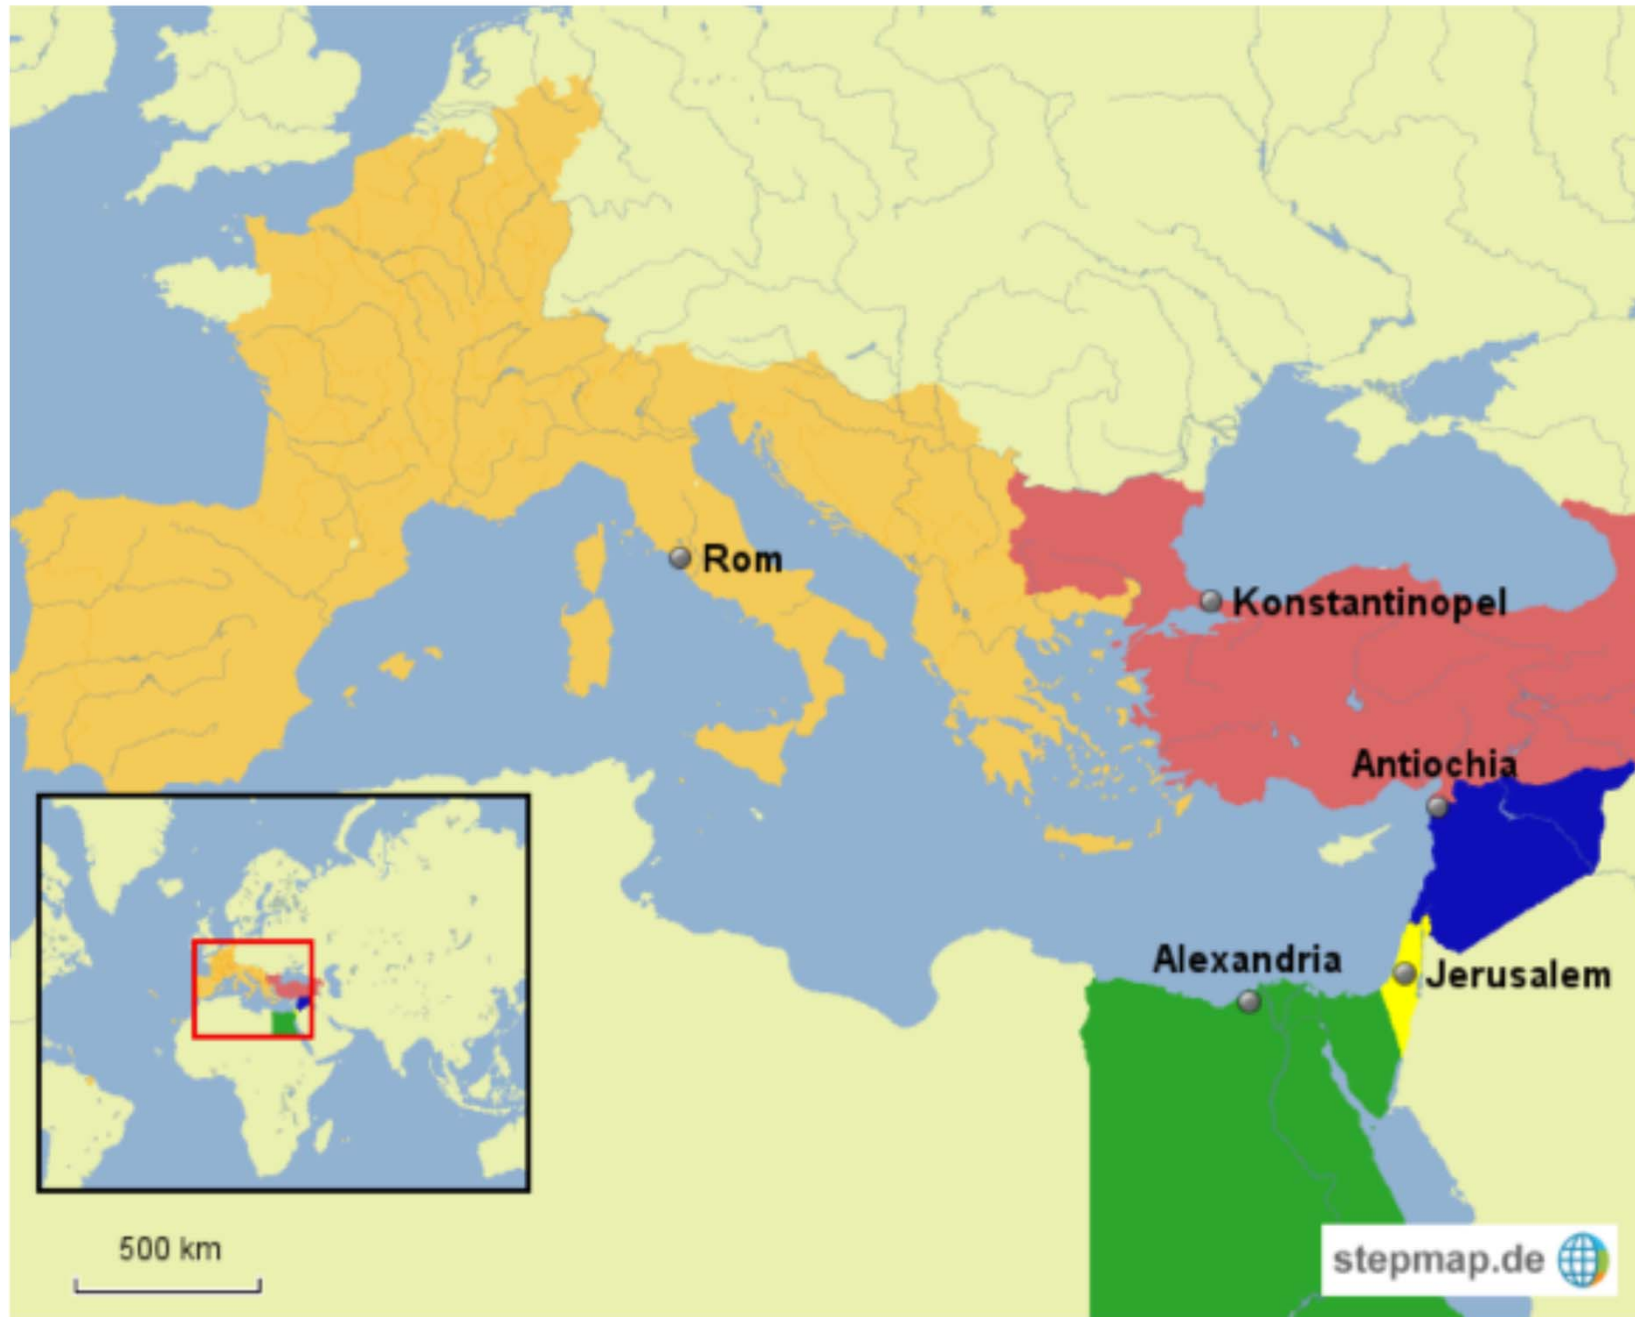 Rom
Konstantinopel
Antiochia
Alexandria
Jerusalem
500 km
stepmap.de